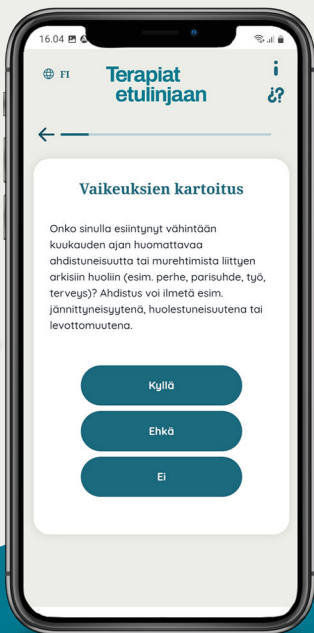 16.04
FI
Terapiat
etulinjaan
i
¿?
Vaikeuksien kartoitus
Onko sinulla esiintynyt vähintään
kuukauden ajan huomattavaa
ahdistuneisuutta tai murehtimista liittyen
arkisiin huoliin (esim. perhe, parisuhde, työ,
terveys)? Ahdistus voi ilmetä esim.
jännittyneisyytenä, huolestuneisuutena tai
levottomuutena.
Kyllä
Ehkä
Ei